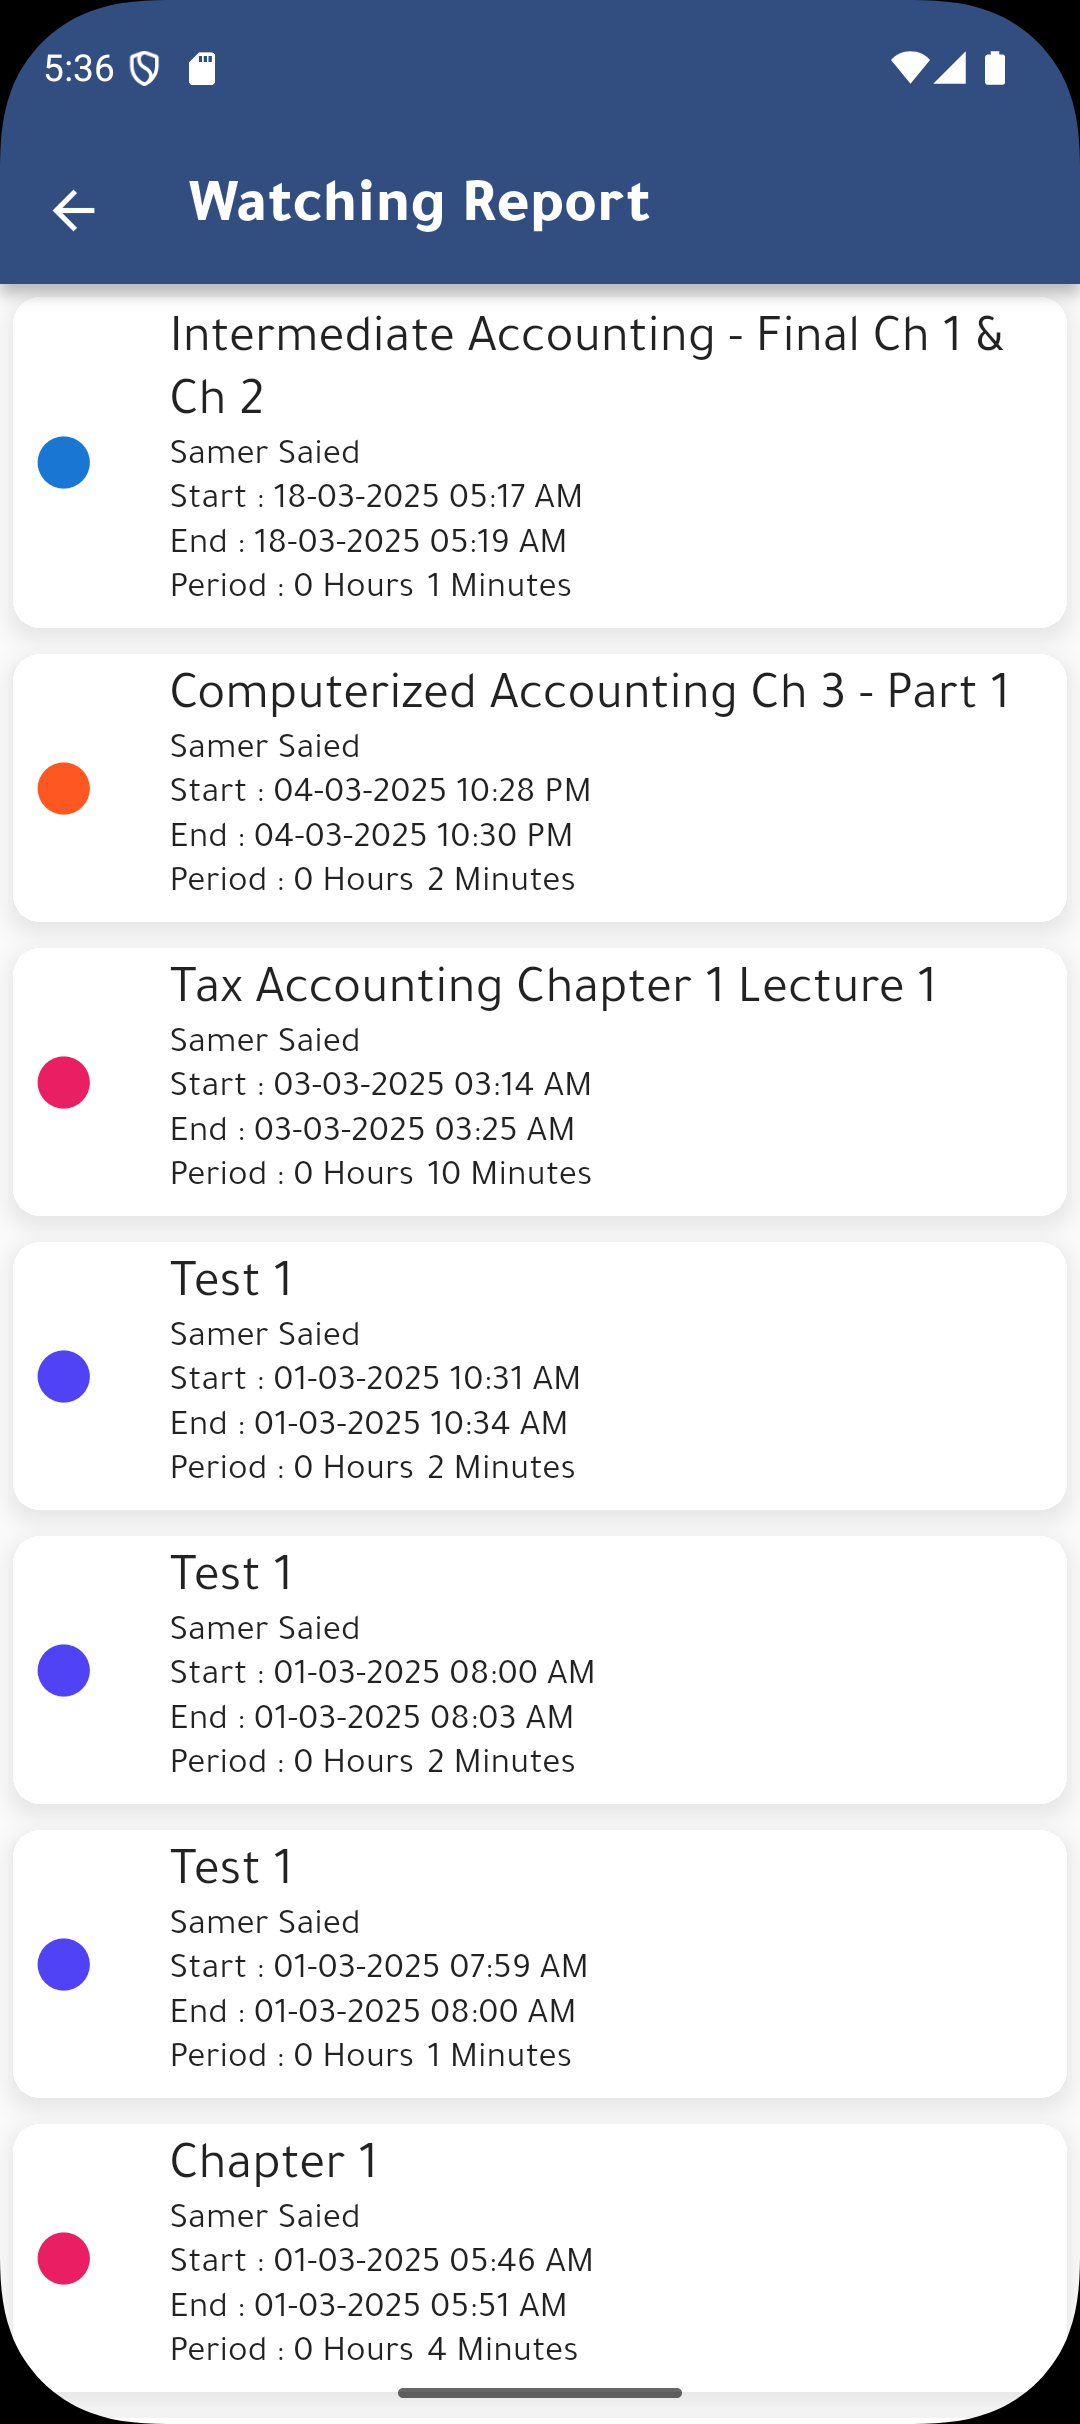 5:36
Watching Report
Intermediate Accounting - Final Ch 1 &
Ch 2
Samer Saied
Start : 18-03-2025 05:17 AM
End : 18-03-2025 05:19 AM
Period : 0 Hours 1 Minutes
Computerized Accounting Ch 3 - Part 1
Samer Saied
Start : 04-03-2025 10:28 PM
End : 04-03-2025 10:30 PM
Period : 0 Hours 2 Minutes
Tax Accounting Chapter 1 Lecture 1
Samer Saied
Start : 03-03-2025 03:14 AM
End : 03-03-2025 03:25 AM
Period : 0 Hours 10 Minutes
Test 1
Samer Saied
Start : 01-03-2025 10:31 AM
End : 01-03-2025 10:34 AM
Period : 0 Hours 2 Minutes
Test 1
Samer Saied
Start : 01-03-2025 08:00 AM
End : 01-03-2025 08:03 AM
Period : 0 Hours 2 Minutes
Test 1
Samer Saied
Start : 01-03-2025 07:59 AM
End : 01-03-2025 08:00 AM
Period : 0 Hours 1 Minutes
Chapter 1
Samer Saied
Start : 01-03-2025 05:46 AM
End : 01-03-2025 05:51 AM
Period : 0 Hours 4 Minutes